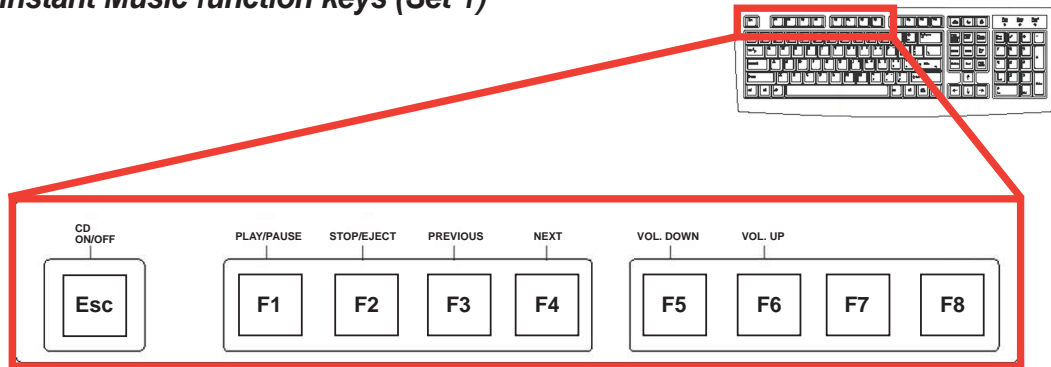 Instant Music function keys (Set 1)
CD
ON/OFF
PLAY/PAUSE STOP/EJECT PREVIOUS NEXT VOL. DOWN VOL. UP
Esc F1 F2 F3 F4 F5 F6 F7 F8